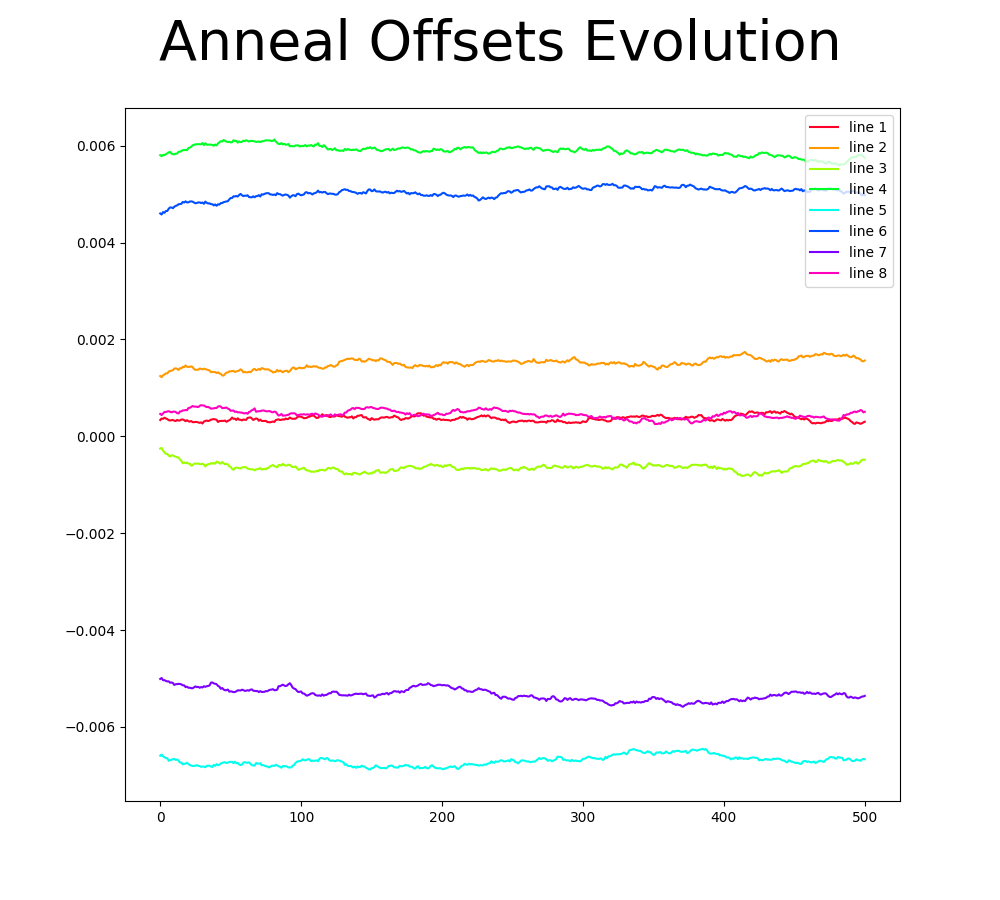 Anneal Offsets Evolution
line 1
line 2
line 3
line 4
line 5
line 6
line 7
line 8
0.006
0.004
0.002
0.000
−0.002
−0.004
−0.006
0 100 200 300 400 500